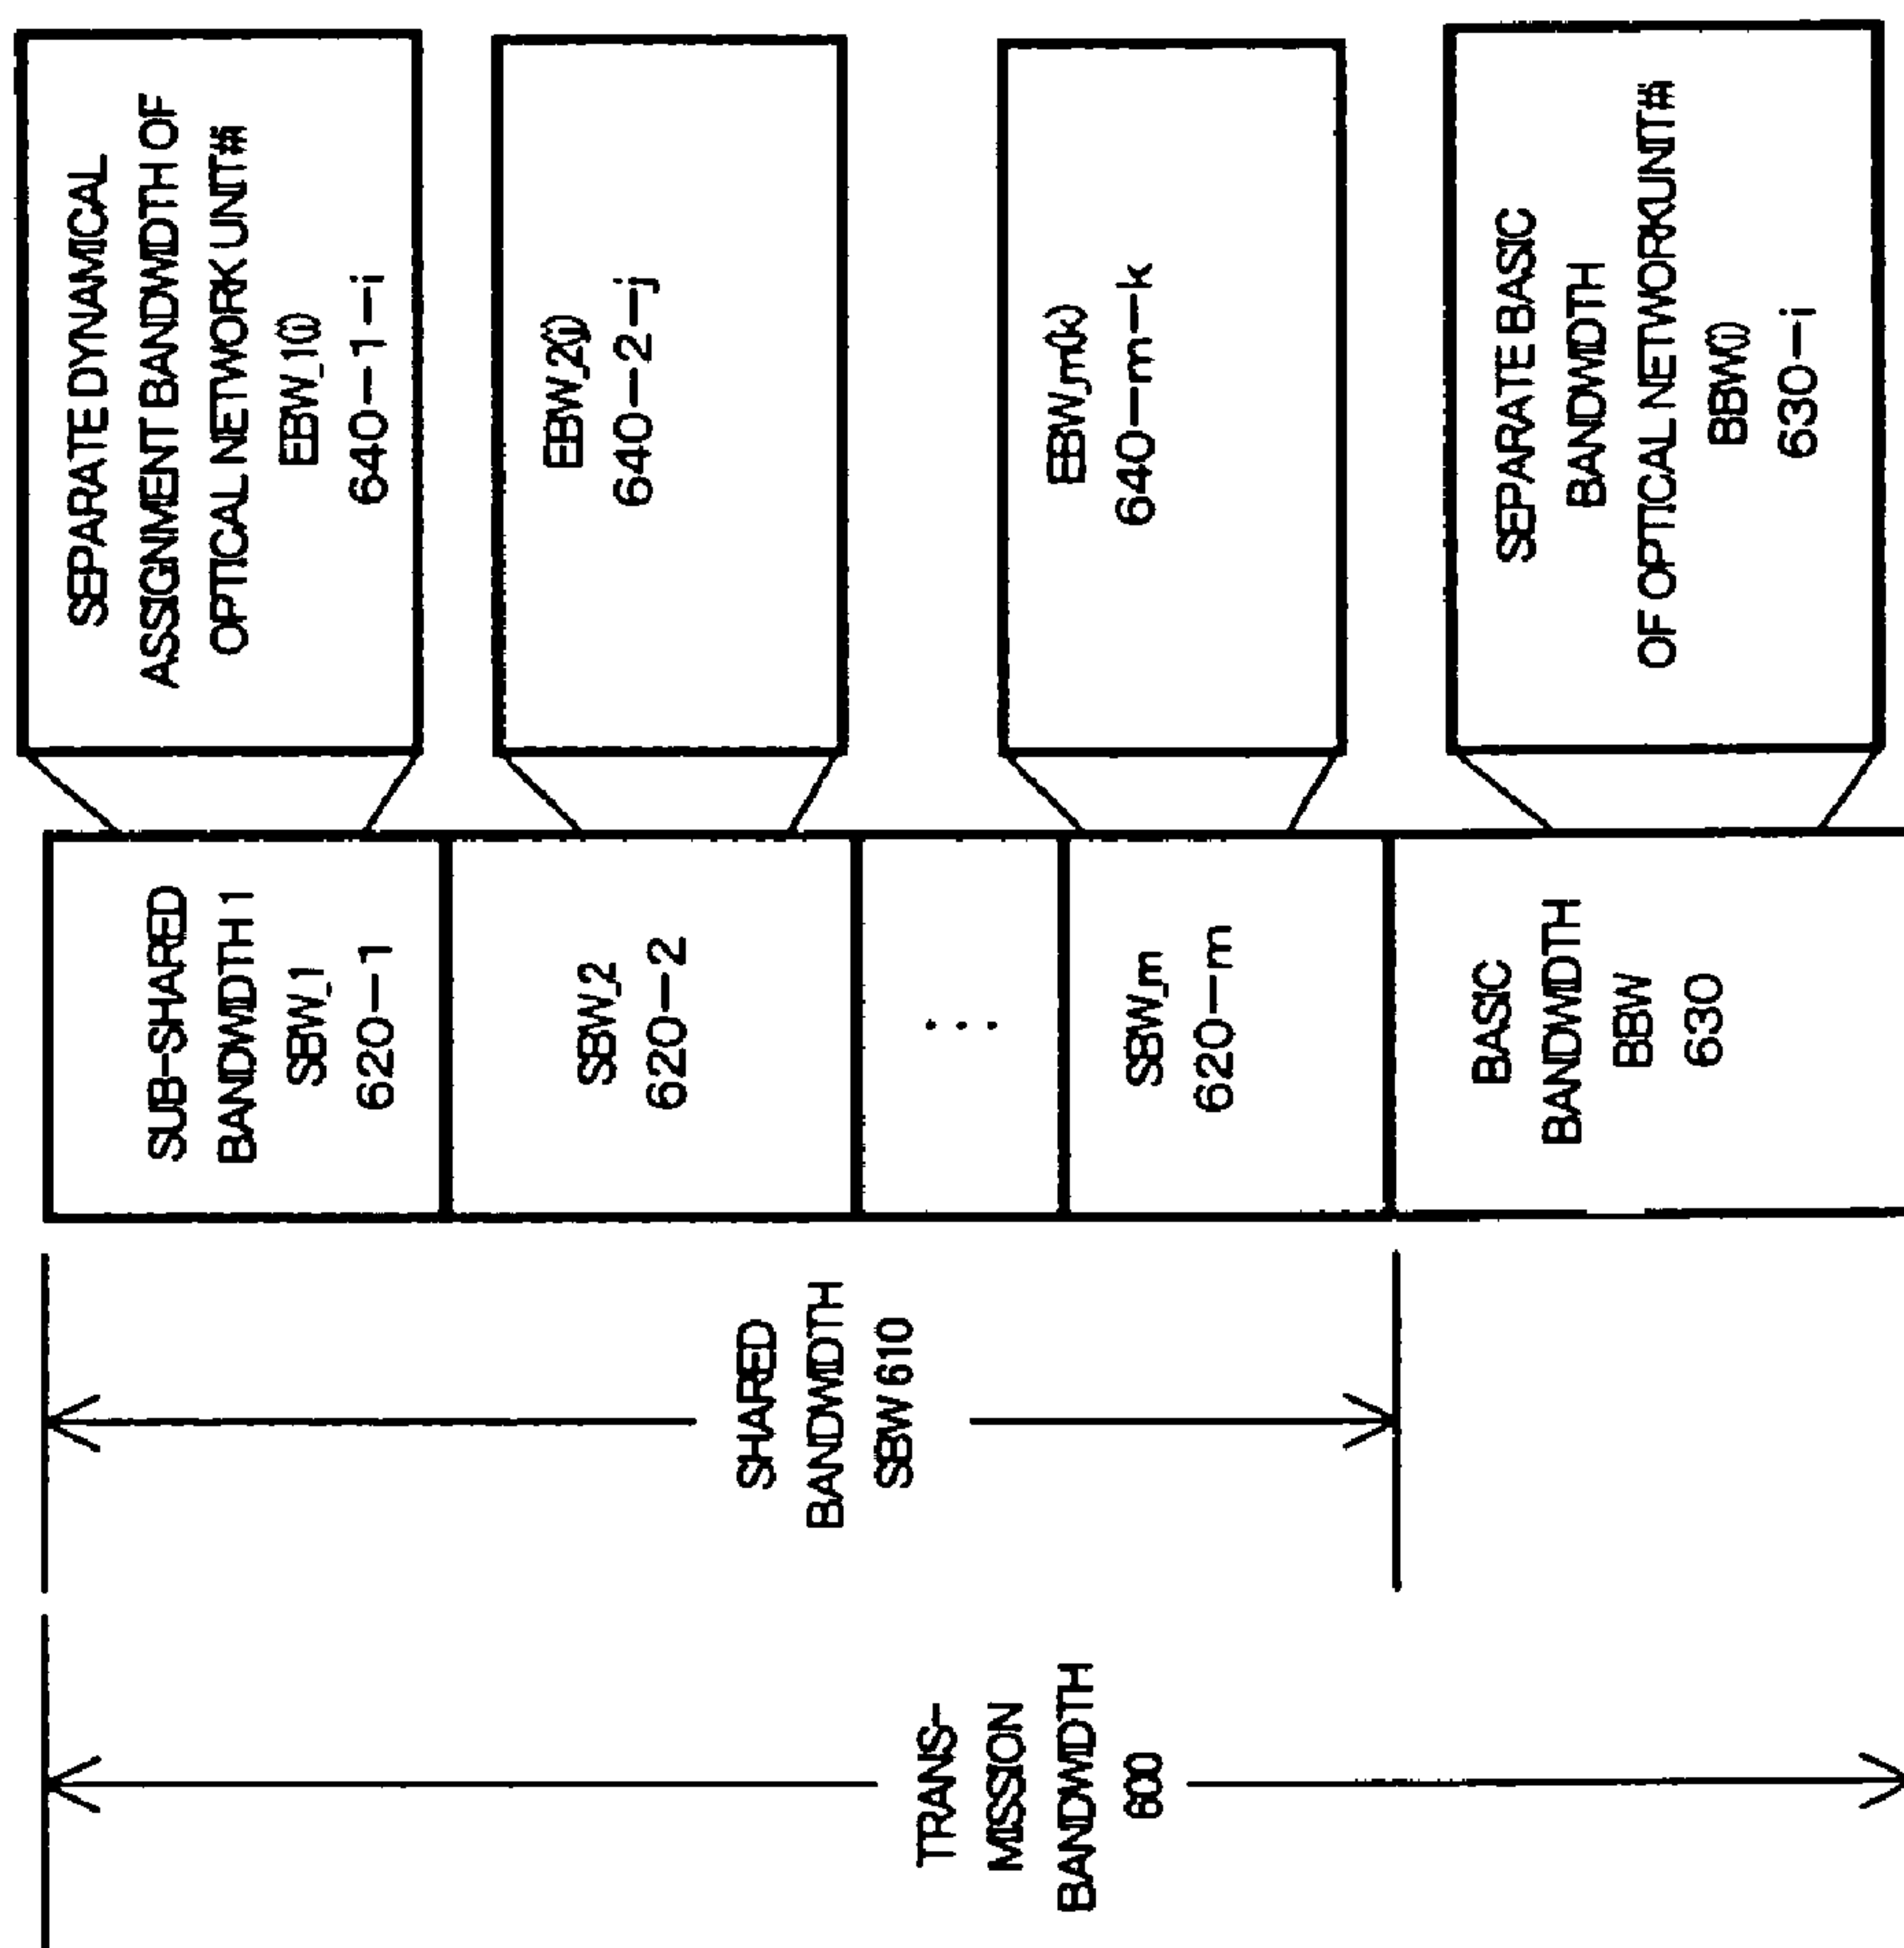 TRANS-
MISSION
BANDWIDTH
600
SHARED
BANDWIDTH
SBW 610
SUB-SHARED
BANDWIDTH 1
SBW_1
620-1
SBW_2
620-2
...
SBW_m
620-m
BASIC
BANDWIDTH
BBW
630
SEPARATE DYNAMICAL
ASSIGNMENT BANDWIDTH OF
OPTICAL NETWORK UNIT#i
EBW_1(i)
640-1-i
EBW_2(j)
640-2-j
EBW_m(k)
640-m-k
SEPARATE BASIC
BANDWIDTH
OF OPTICAL NETWORK UNIT#i
BBW(i)
630-i